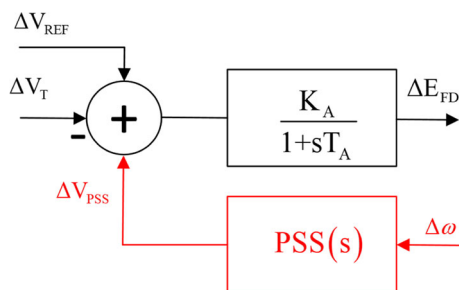 ΔV_REF
ΔV_T
+
-
K_A
1+sT_A
ΔE_FD
ΔV_PSS
PSS(s)
Δω